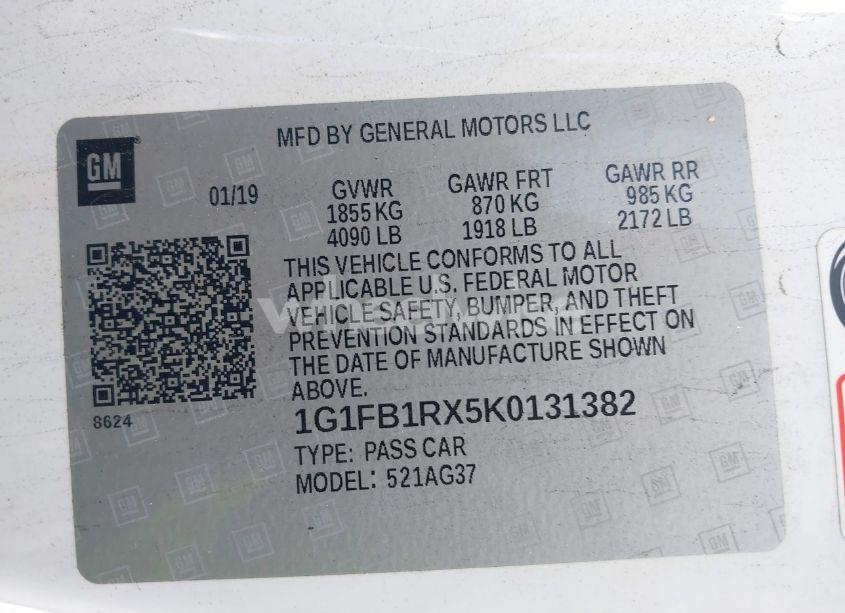 MFD BY GENERAL MOTORS LLC
GM
01/19
GVWR GAWR FRT GAWR RR
1855 KG 870 KG 985 KG
4090 LB 1918 LB 2172 LB
THIS VEHICLE CONFORMS TO ALL
APPLICABLE U.S. FEDERAL MOTOR
VEHICLE SAFETY, BUMPER, AND THEFT
PREVENTION STANDARDS IN EFFECT ON
THE DATE OF MANUFACTURE SHOWN
ABOVE.
8624
1G1FB1RX5K0131382
TYPE: PASS CAR
MODEL: 521AG37